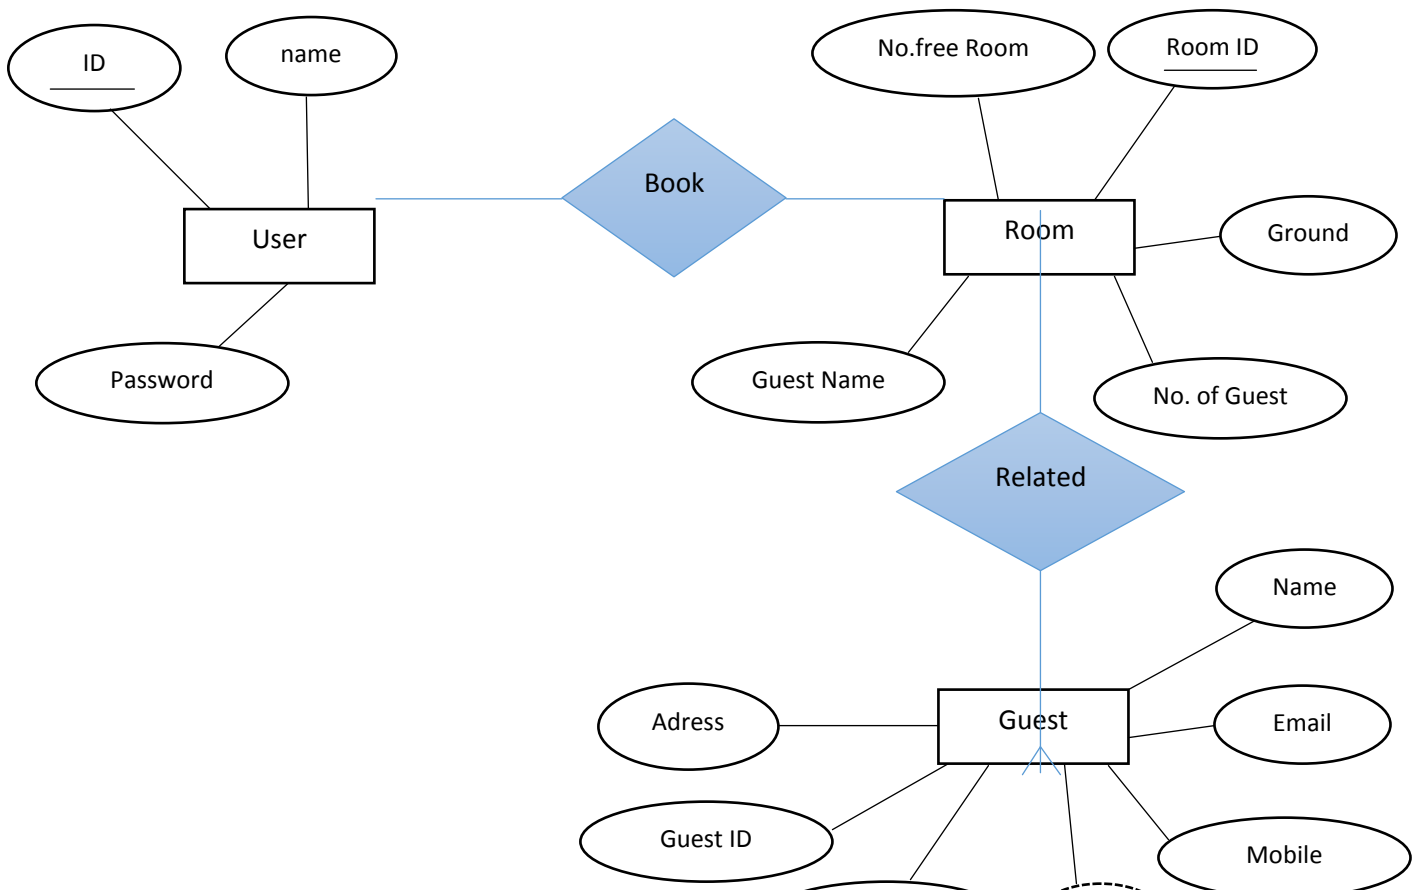 ID
name
No.free Room
Room ID
Book
User
Room
Ground
Password
Guest Name
No. of Guest
Related
Name
Adress
Guest
Email
Guest ID
Mobile